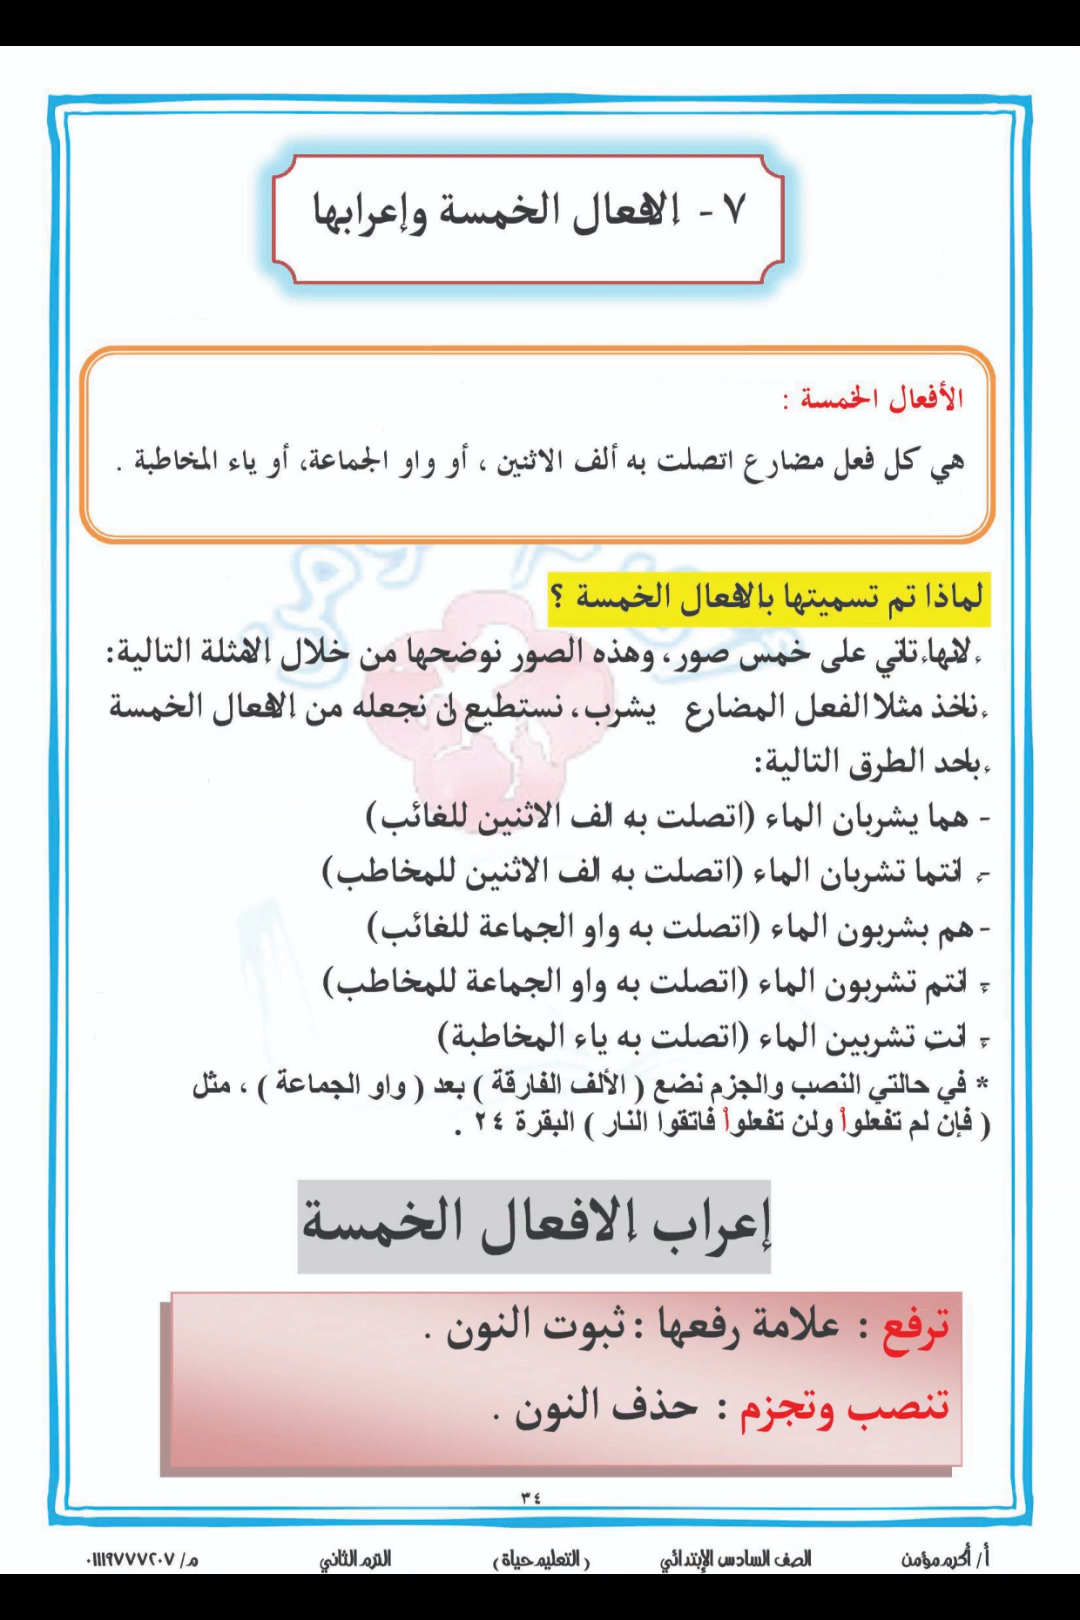 ٧ - الافعال الخمسة وإعرابها
الأفعال الخمسة :
هي كل فعل مضارع اتصلت به ألف الاثنين ، أو واو الجماعة، أو ياء المخاطبة .
لماذا تم تسميتها بالافعال الخمسة ؟
لانها تاتي على خمس صور، وهذه الصور نوضحها من خلال الامثلة التالية:
ناخذ مثلا الفعل المضارع يشرب، نستطيع ان نجعله من الافعال الخمسة
باحد الطرق التالية:
- هما يشربان الماء (اتصلت به الف الاثنين للغائب)
- انتما تشربان الماء (اتصلت به الف الاثنين للمخاطب)
- هم بشربون الماء (اتصلت به واو الجماعة للغائب)
- انتم تشربون الماء (اتصلت به واو الجماعة للمخاطب)
- انتِ تشربين الماء (اتصلت به ياء المخاطبة)
* في حالتي النصب والجزم نضع ( الألف الفارقة ) بعد ( واو الجماعة ) ، مثل
( فإن لم تفعلواْ ولن تفعلواْ فاتقوا النار ) البقرة ٢٤ .
إعراب الافعال الخمسة
ترفع : علامة رفعها : ثبوت النون .
تنصب وتجزم : حذف النون .
٣٤
أ / أكرم مؤمن الصف السادس الإبتدائي ( التعليم حياة ) الترم الثاني م / ٠١١١٩٧٧٧٢٠٧